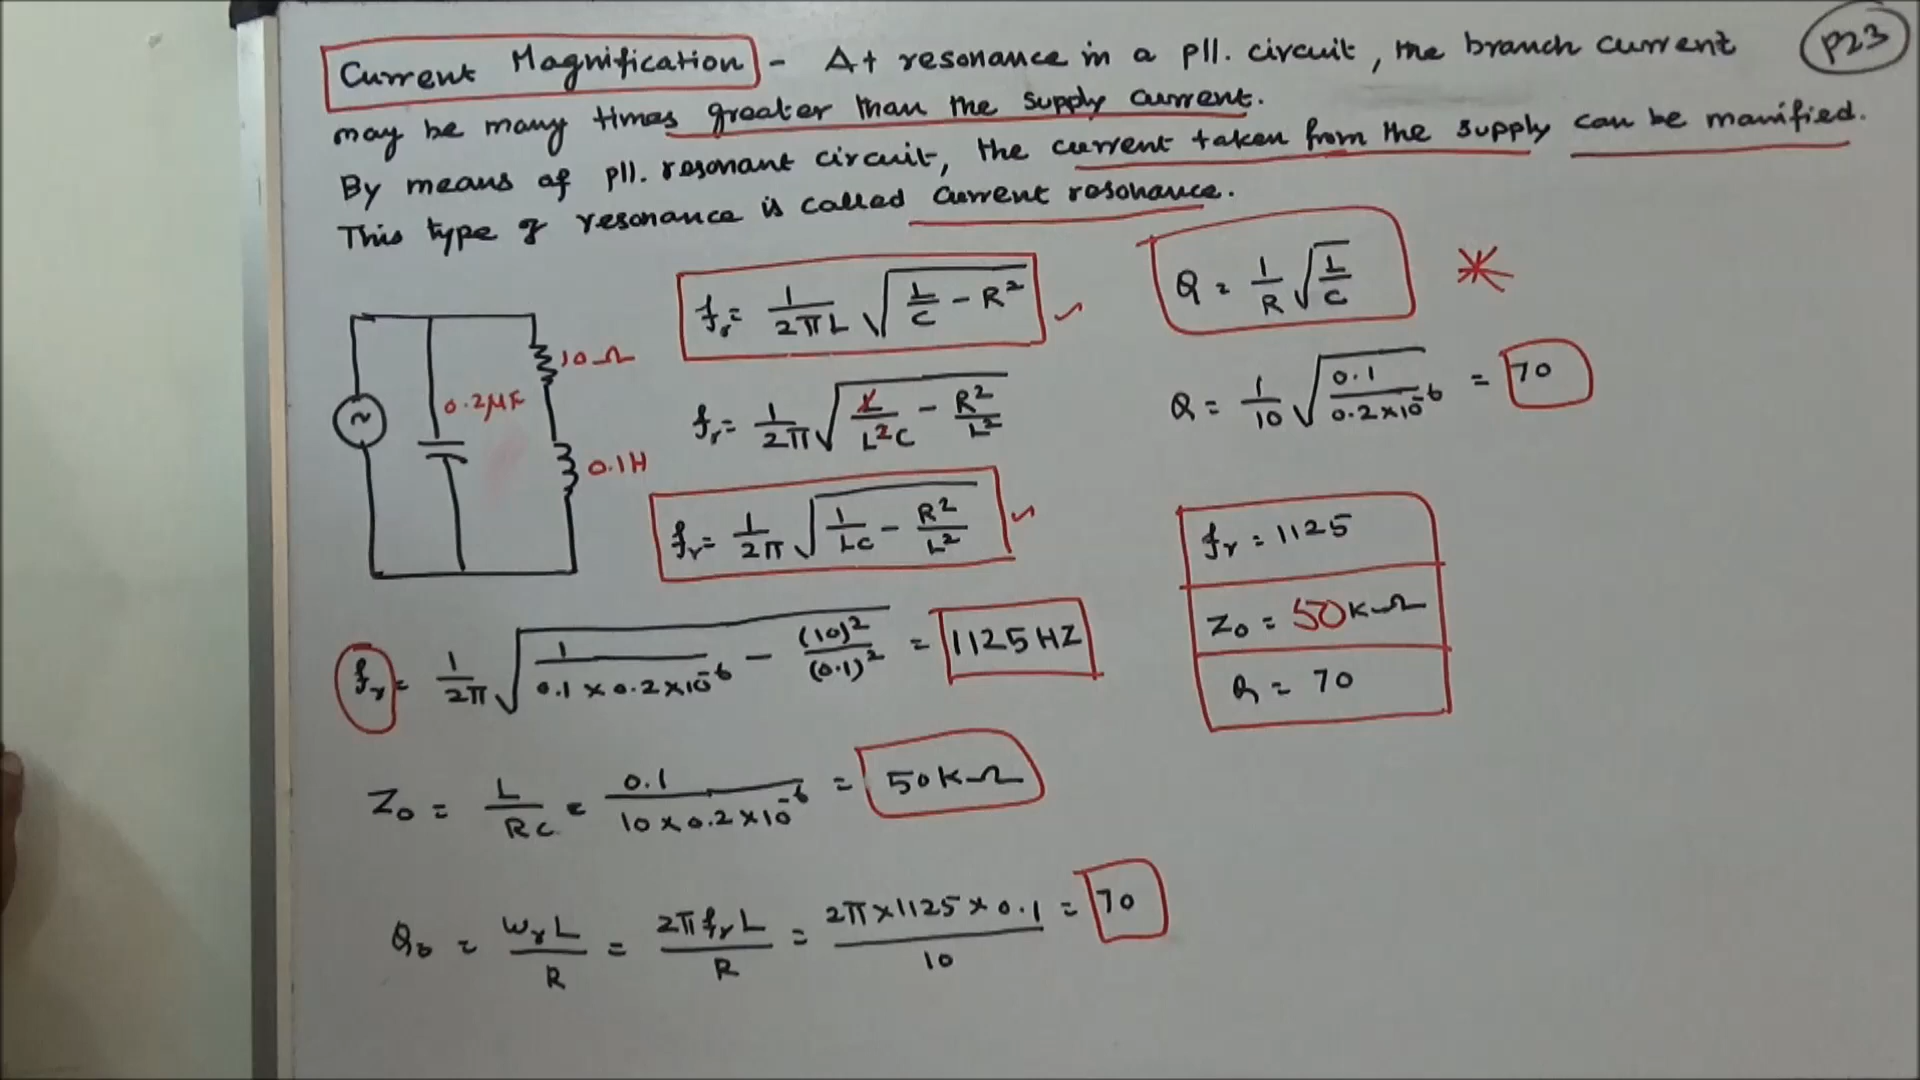 Current Magnification - At resonance in a pll. circuit, the branch current
P23
may be many times greater than the supply current.
By means of pll. resonant circuit, the current taken from the supply can be manified.
This type of resonance is called current resonance.
fr = 1/2πL √(L/C - R²)
Q = 1/R √(L/C)
10Ω
0.2μF
0.1H
fr = 1/2π √(L/L²C - R²/L²)
Q = 1/10 √(0.1/0.2×10⁻⁶) = 70
fr = 1/2π √(1/LC - R²/L²)
fr = 1125
Z0 = 50KΩ
Q = 70
fr = 1/2π √(1/0.1 × 0.2×10⁻⁶ - (10)²/(0.1)²) = 1125 HZ
Z0 = L/RC = 0.1/10×0.2×10⁻⁶ = 50KΩ
Q0 = ωrL/R = 2πfrL/R = 2π×1125×0.1/10 = 70